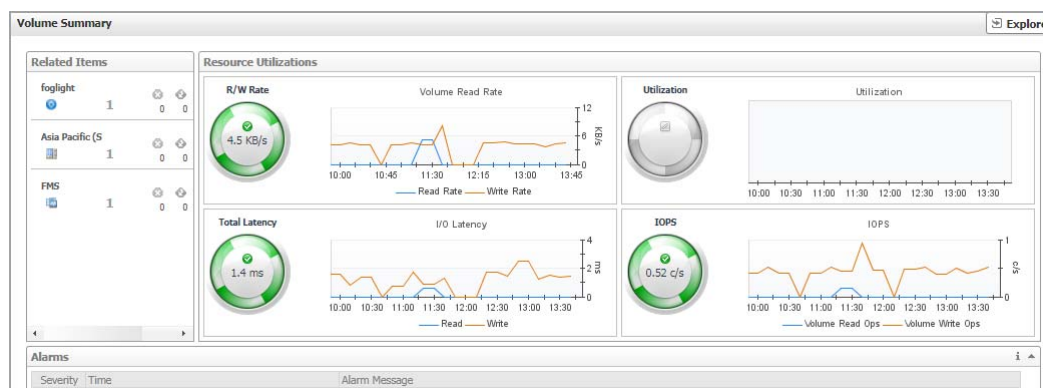 Volume Summary
Explore
Related Items
foglight
1
0 0
Asia Pacific (S
1
0 0
FMS
1
0 0
Resource Utilizations
R/W Rate
4.5 KB/s
Volume Read Rate
12
6
0
KB/s
10:00 10:45 11:30 12:15 13:00 13:45
Read Rate Write Rate
Utilization
Utilization
10:00 10:30 11:00 11:30 12:00 12:30 13:00 13:30
Total Latency
1.4 ms
I/O Latency
4
2
0
ms
10:00 10:30 11:00 11:30 12:00 12:30 13:00 13:30
Read Write
IOPS
0.52 c/s
IOPS
1
0
c/s
10:00 10:30 11:00 11:30 12:00 12:30 13:00 13:30
Volume Read Ops Volume Write Ops
Alarms
Severity Time Alarm Message